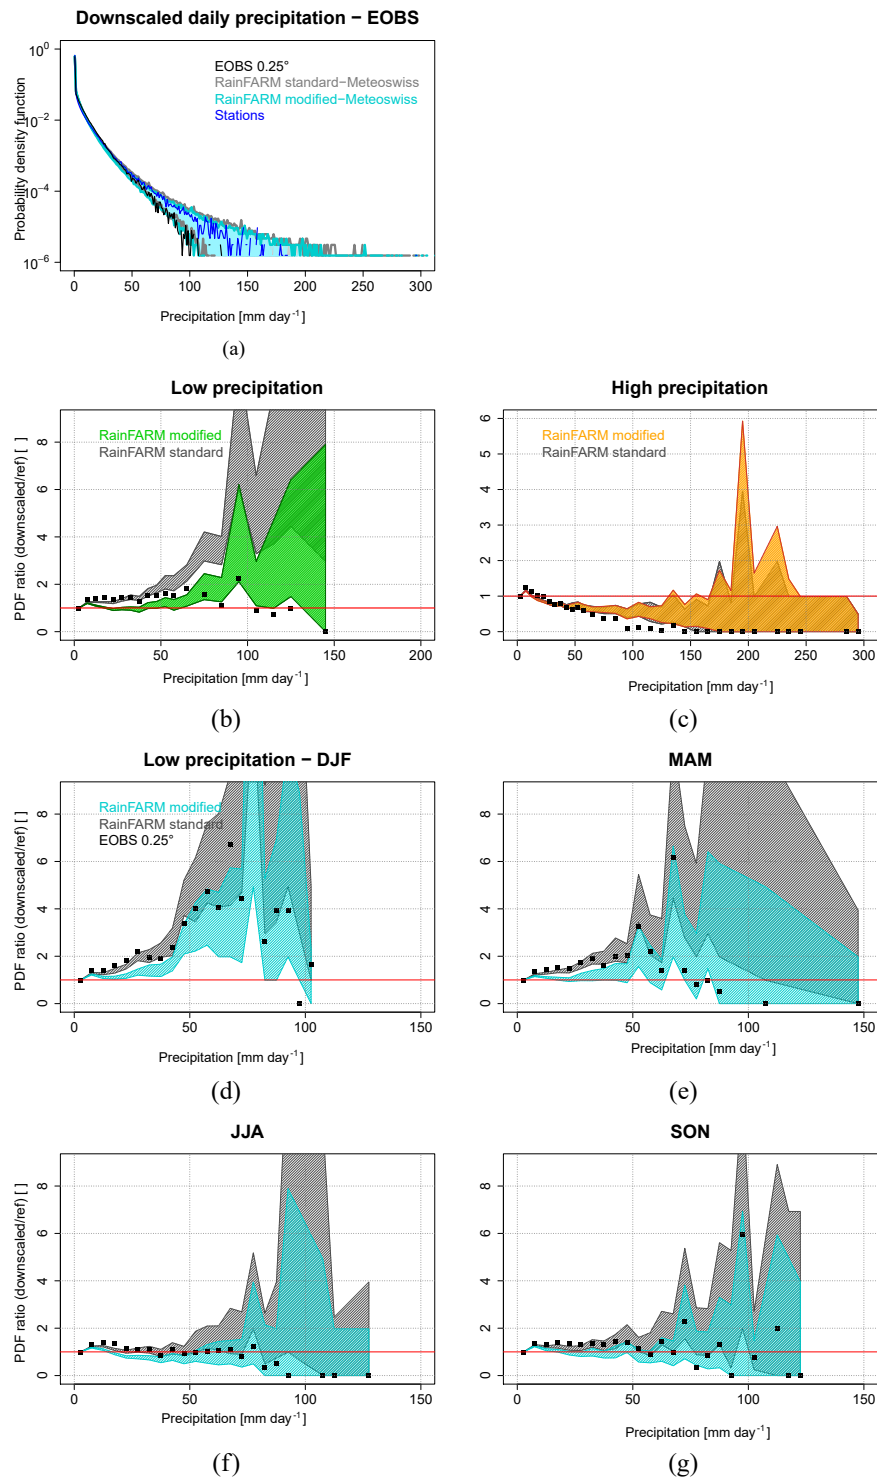 Downscaled daily precipitation − EOBS
Probability density function
10⁰
10⁻²
10⁻⁴
10⁻⁶
EOBS 0.25°
RainFARM standard−Meteoswiss
RainFARM modified−Meteoswiss
Stations
0 50 100 150 200 250 300
Precipitation [mm day⁻¹]
(a)
Low precipitation
PDF ratio (downscaled/ref) [ ]
8
6
4
2
0
RainFARM modified
RainFARM standard
0 50 100 150 200
Precipitation [mm day⁻¹]
(b)
High precipitation
6
5
4
3
2
1
0
RainFARM modified
RainFARM standard
0 50 100 150 200 250 300
Precipitation [mm day⁻¹]
(c)
Low precipitation − DJF
PDF ratio (downscaled/ref) [ ]
8
6
4
2
0
RainFARM modified
RainFARM standard
EOBS 0.25°
0 50 100 150
Precipitation [mm day⁻¹]
(d)
MAM
8
6
4
2
0
0 50 100 150
Precipitation [mm day⁻¹]
(e)
JJA
PDF ratio (downscaled/ref) [ ]
8
6
4
2
0
0 50 100 150
Precipitation [mm day⁻¹]
(f)
SON
8
6
4
2
0
0 50 100 150
Precipitation [mm day⁻¹]
(g)